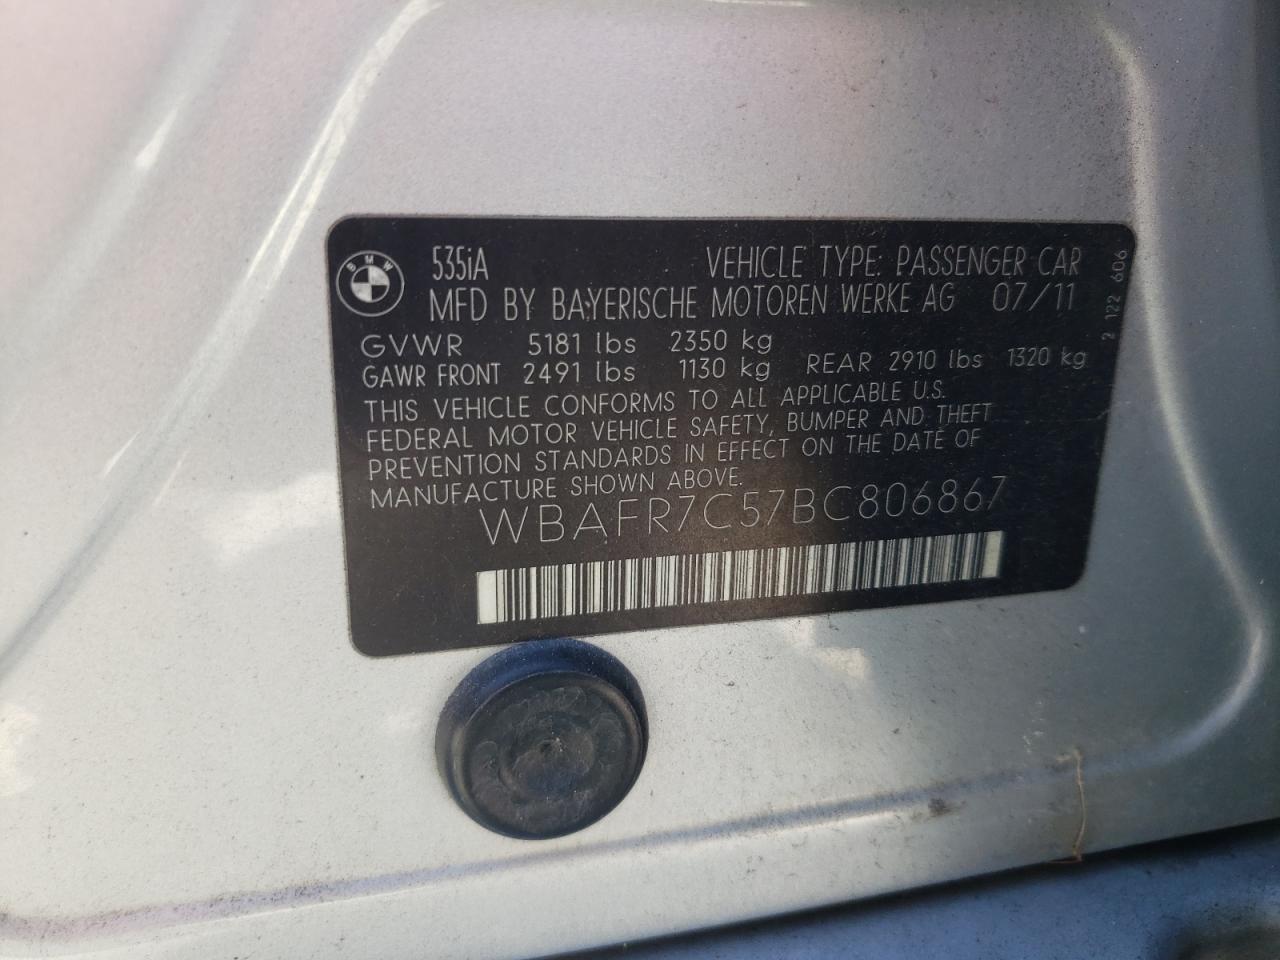 BMW
535iA VEHICLE TYPE: PASSENGER CAR
MFD BY BAYERISCHE MOTOREN WERKE AG 07/11
GVWR 5181 lbs 2350 kg
GAWR FRONT 2491 lbs 1130 kg REAR 2910 lbs 1320 kg
THIS VEHICLE CONFORMS TO ALL APPLICABLE U.S.
FEDERAL MOTOR VEHICLE SAFETY, BUMPER AND THEFT
PREVENTION STANDARDS IN EFFECT ON THE DATE OF
MANUFACTURE SHOWN ABOVE.
WBAFR7C57BC806867
2 122 606